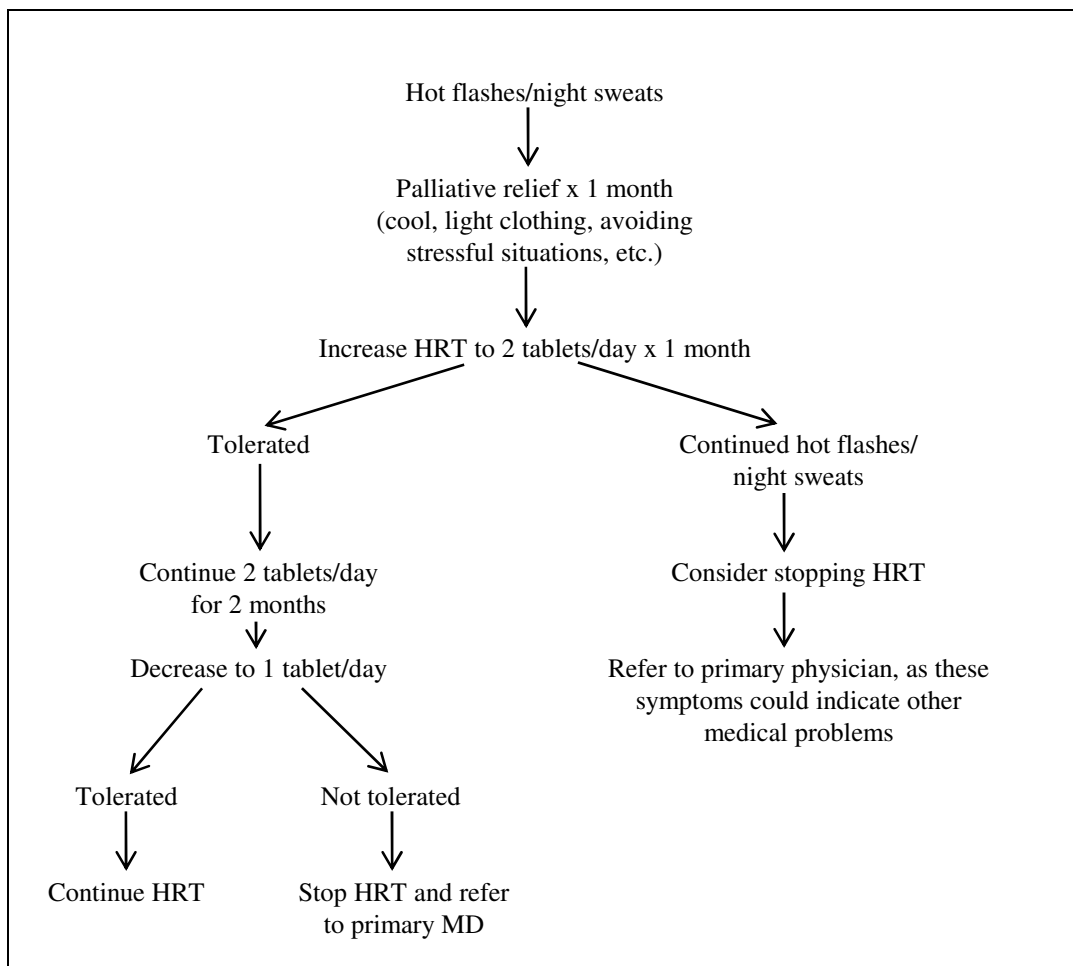 Hot flashes/night sweats
Palliative relief x 1 month
(cool, light clothing, avoiding
stressful situations, etc.)
Increase HRT to 2 tablets/day x 1 month
Tolerated
Continue 2 tablets/day
for 2 months
Decrease to 1 tablet/day
Tolerated
Continue HRT
Not tolerated
Stop HRT and refer
to primary MD
Continued hot flashes/
night sweats
Consider stopping HRT
Refer to primary physician, as these
symptoms could indicate other
medical problems